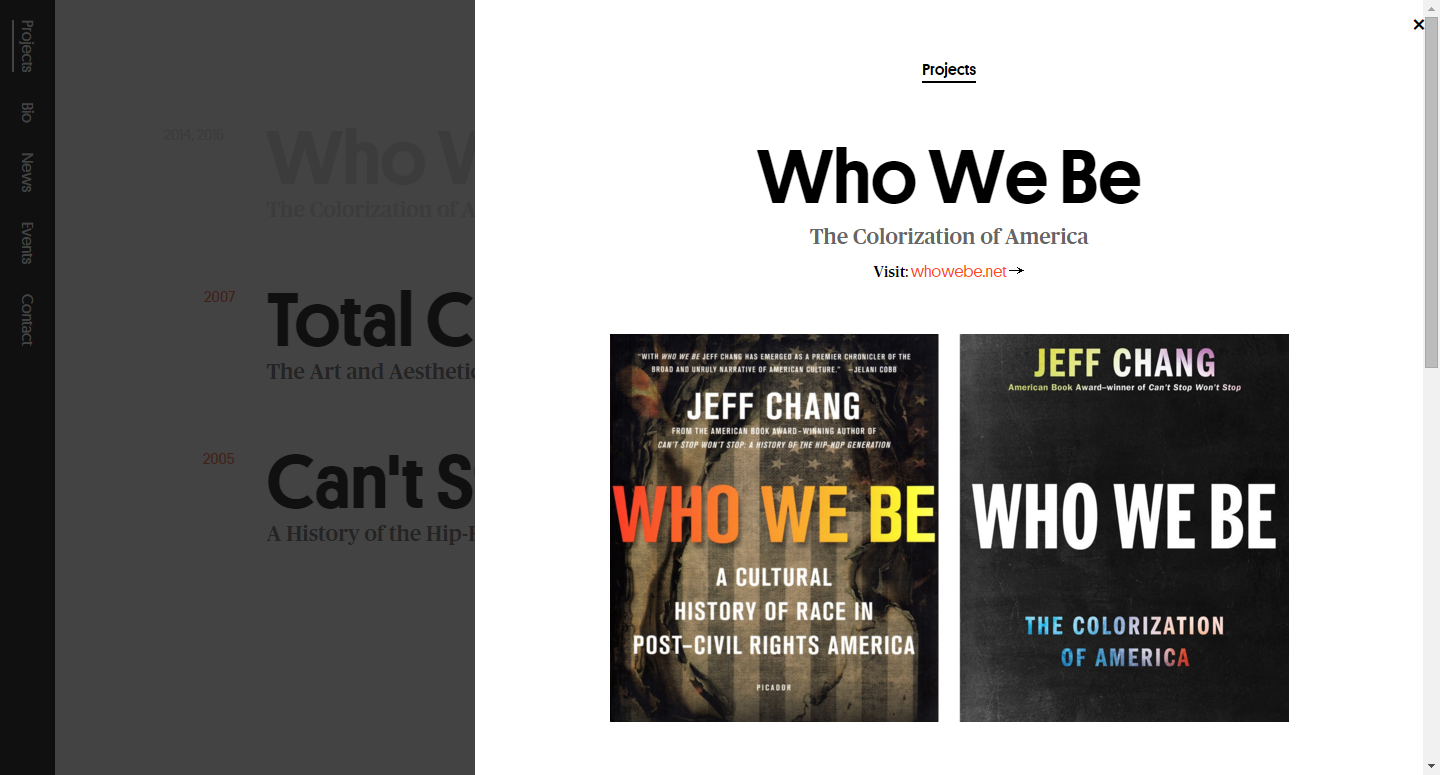 Projects
Bio
News
Events
Contact
2014, 2016
Who W
The Colorization of A
2007
Total C
The Art and Aesthetic
2005
Can't S
A History of the Hip-H
Projects
Who We Be
The Colorization of America
Visit: whowebe.net →
"WITH WHO WE BE JEFF CHANG HAS EMERGED AS A PREMIER CHRONICLER OF THE
BROAD AND UNRULY NARRATIVE OF AMERICAN CULTURE." —JELANI COBB
JEFF CHANG
FROM THE AMERICAN BOOK AWARD-WINNING AUTHOR OF
CAN'T STOP WON'T STOP: A HISTORY OF THE HIP-HOP GENERATION
WHO WE BE
A CULTURAL
HISTORY OF RACE IN
POST-CIVIL RIGHTS AMERICA
PICADOR
JEFF CHANG
American Book Award–winner of Can't Stop Won't Stop
WHO WE BE
THE COLORIZATION
OF AMERICA